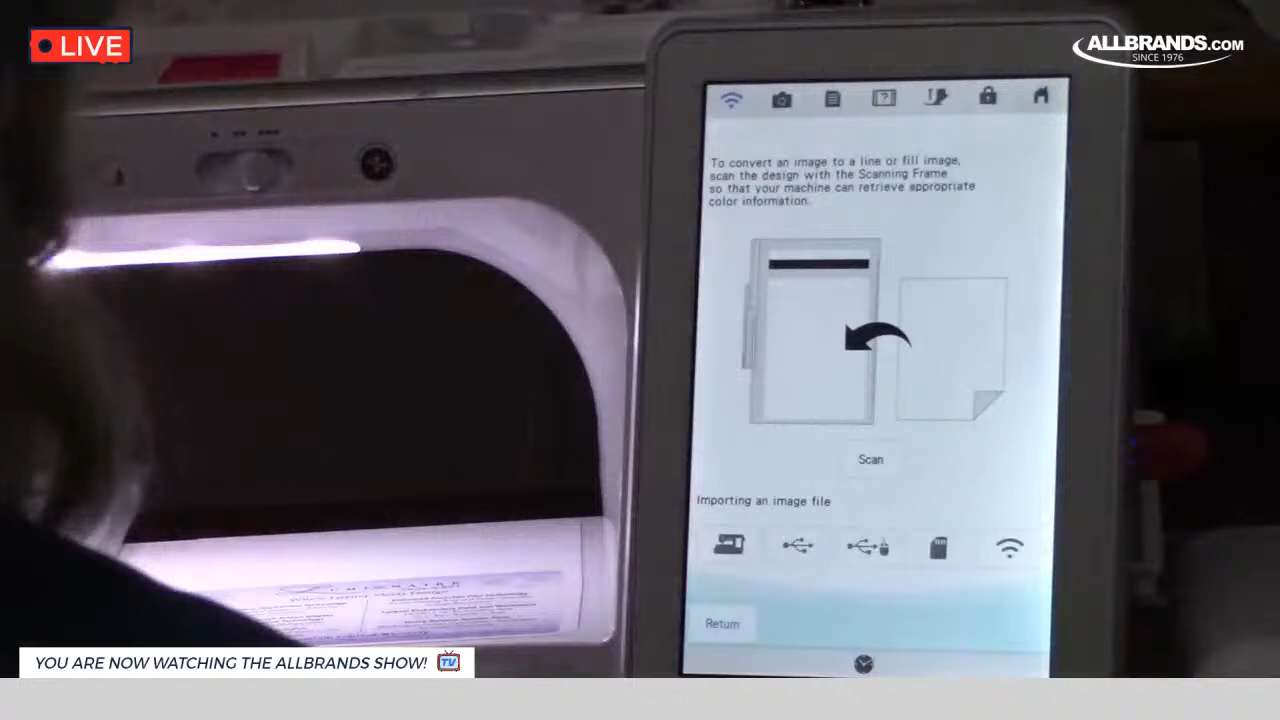 LIVE
ALLBRANDS.COM
SINCE 1976
To convert an image to a line or fill image,
scan the design with the Scanning Frame
so that your machine can retrieve appropriate
color information.
Scan
Importing an image file
Return
YOU ARE NOW WATCHING THE ALLBRANDS SHOW! TV